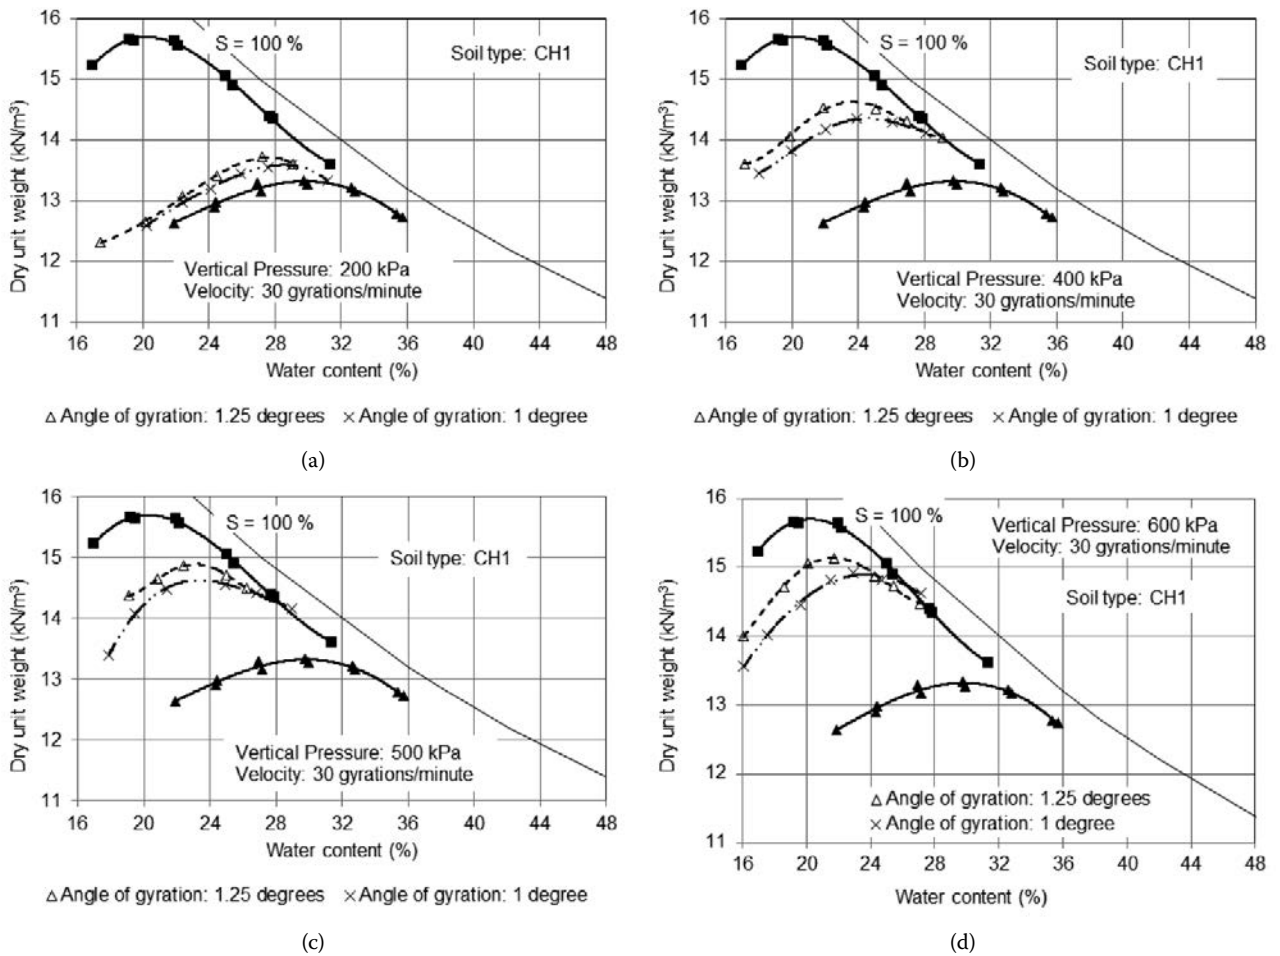 16
15
14
13
12
11
Dry unit weight (kN/m³)
S = 100 %
Soil type: CH1
Vertical Pressure: 200 kPa
Velocity: 30 gyrations/minute
16 20 24 28 32 36 40 44 48
Water content (%)
Angle of gyration: 1.25 degrees Angle of gyration: 1 degree
(a)
16
15
14
13
12
11
Dry unit weight (kN/m³)
S = 100 %
Soil type: CH1
Vertical Pressure: 400 kPa
Velocity: 30 gyrations/minute
16 20 24 28 32 36 40 44 48
Water content (%)
Angle of gyration: 1.25 degrees Angle of gyration: 1 degree
(b)
16
15
14
13
12
11
Dry unit weight (kN/m³)
S = 100 %
Soil type: CH1
Vertical Pressure: 500 kPa
Velocity: 30 gyrations/minute
16 20 24 28 32 36 40 44 48
Water content (%)
Angle of gyration: 1.25 degrees Angle of gyration: 1 degree
(c)
16
15
14
13
12
11
Dry unit weight (kN/m³)
S = 100 %
Vertical Pressure: 600 kPa
Velocity: 30 gyrations/minute
Soil type: CH1
Angle of gyration: 1.25 degrees
Angle of gyration: 1 degree
16 20 24 28 32 36 40 44 48
Water content (%)
(d)